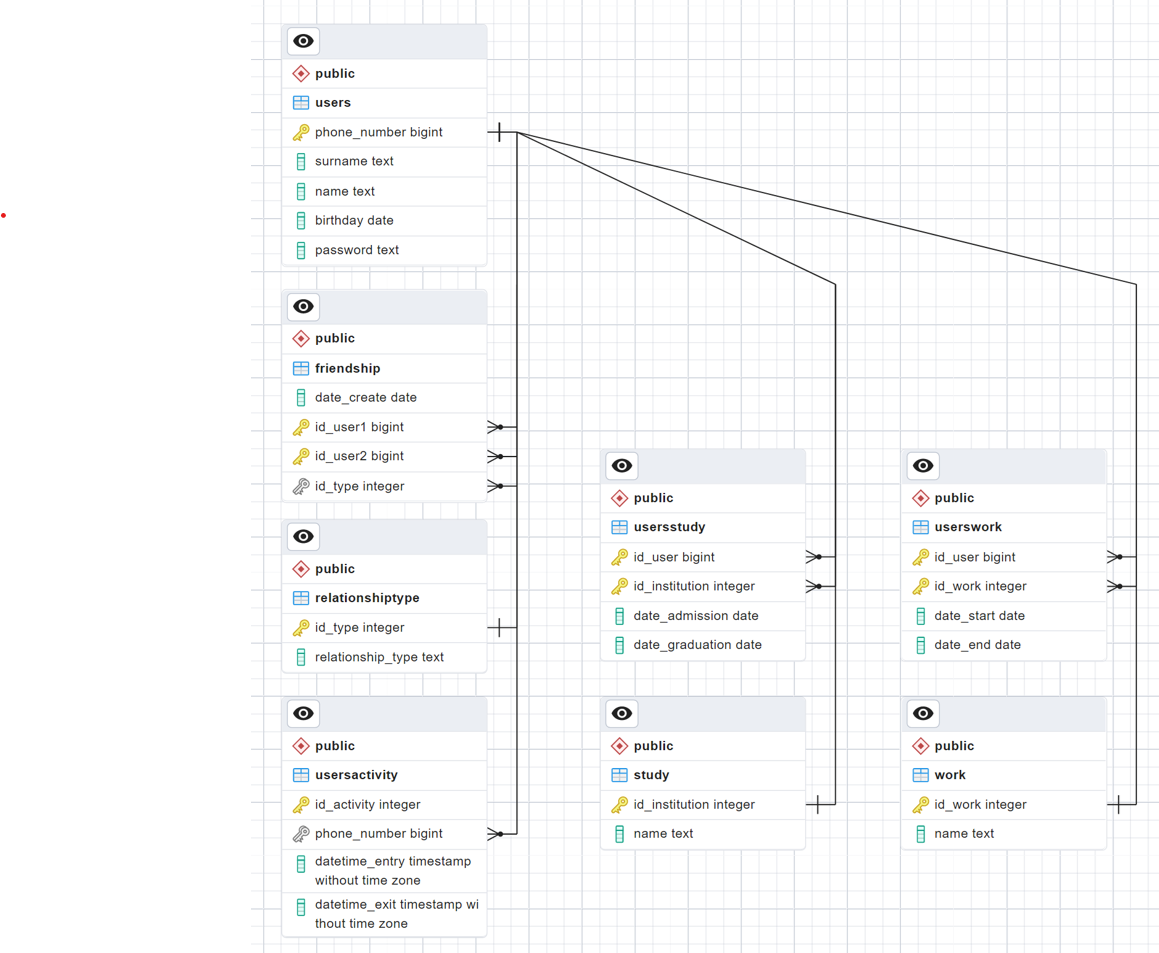 public
users
phone_number bigint
surname text
name text
birthday date
password text
public
friendship
date_create date
id_user1 bigint
id_user2 bigint
id_type integer
public
relationshiptype
id_type integer
relationship_type text
public
usersactivity
id_activity integer
phone_number bigint
datetime_entry timestamp
without time zone
datetime_exit timestamp wi
thout time zone
public
usersstudy
id_user bigint
id_institution integer
date_admission date
date_graduation date
public
study
id_institution integer
name text
public
userswork
id_user bigint
id_work integer
date_start date
date_end date
public
work
id_work integer
name text